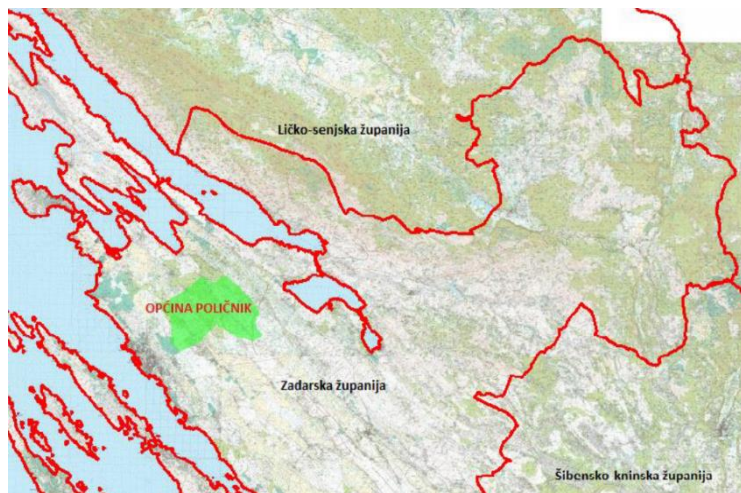 Ličko-senjska županija
OPĆINA POLIČNIK
Zadarska županija
Šibensko-kninska županija